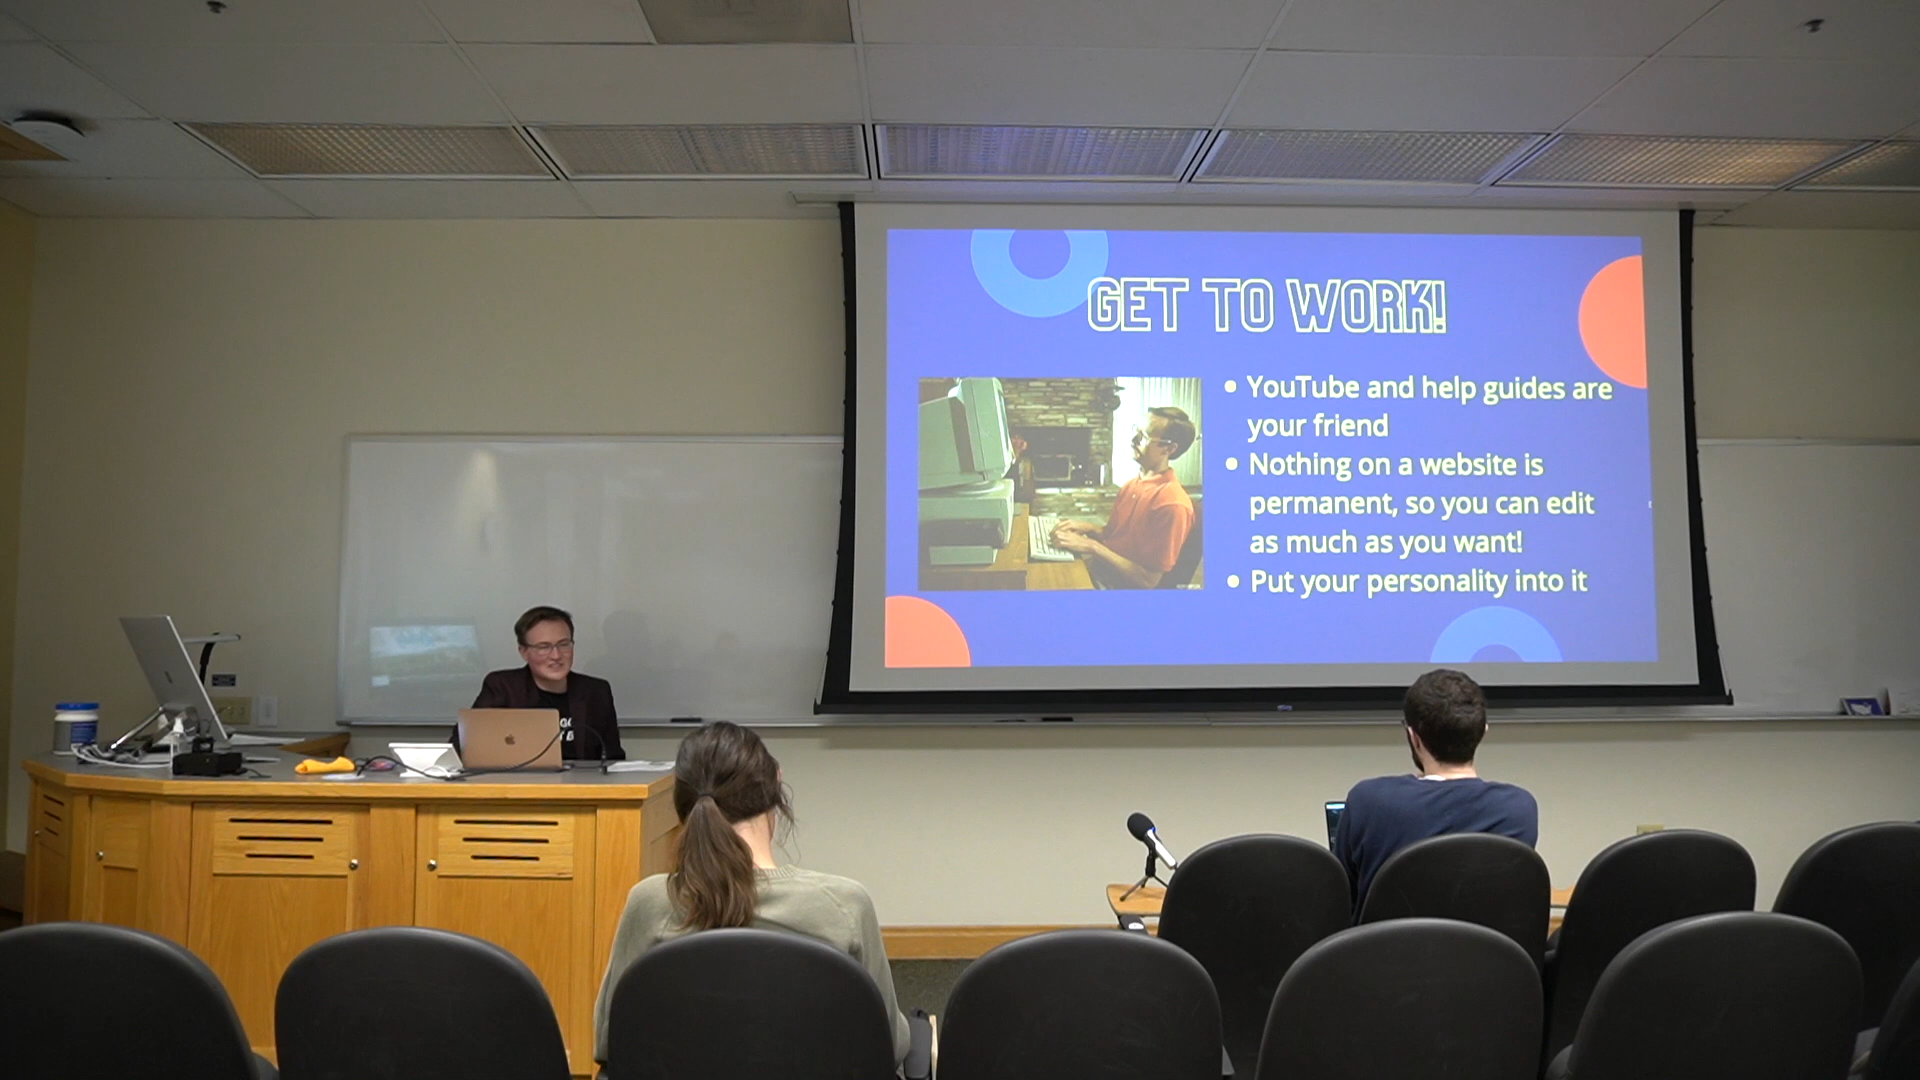 GET TO WORK!
• YouTube and help guides are
your friend
• Nothing on a website is
permanent, so you can edit
as much as you want!
• Put your personality into it